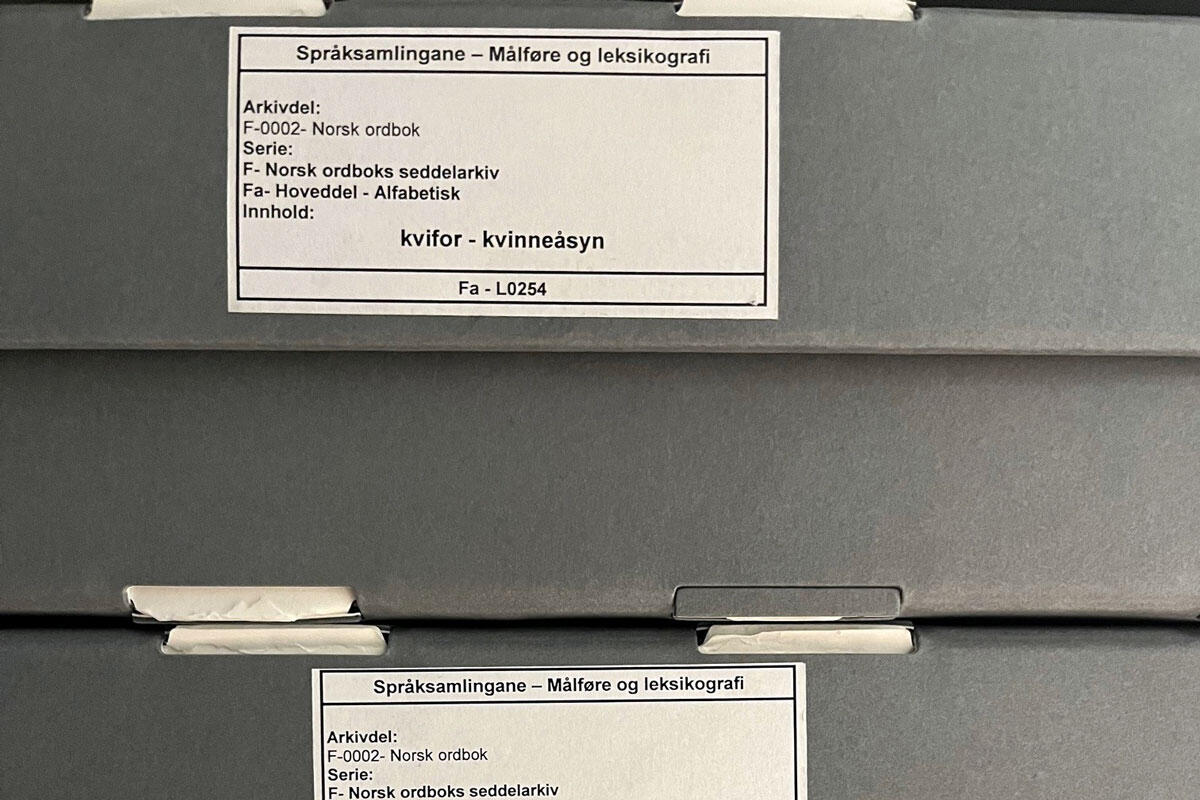 Språksamlingane – Målføre og leksikografi
Arkivdel:
F-0002- Norsk ordbok
Serie:
F- Norsk ordboks seddelarkiv
Fa- Hoveddel - Alfabetisk
Innhold:
kvifor - kvinneåsyn
Fa - L0254
Språksamlingane – Målføre og leksikografi
Arkivdel:
F-0002- Norsk ordbok
Serie:
F- Norsk ordboks seddelarkiv